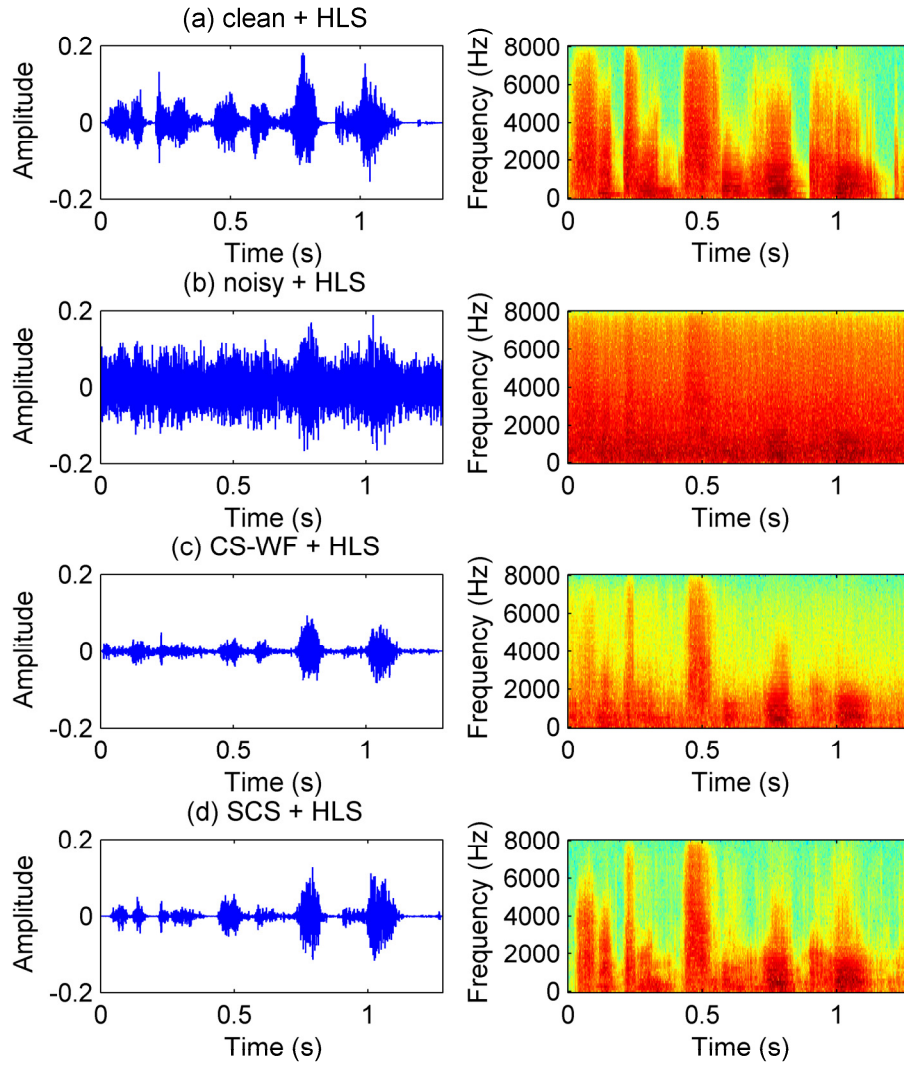 (a) clean + HLS
Amplitude
0.2
0
-0.2
0 0.5 1
Time (s)
Frequency (Hz)
8000
6000
4000
2000
0
0 0.5 1
Time (s)
(b) noisy + HLS
Amplitude
0.2
0
-0.2
0 0.5 1
Time (s)
Frequency (Hz)
8000
6000
4000
2000
0
0 0.5 1
Time (s)
(c) CS-WF + HLS
Amplitude
0.2
0
-0.2
0 0.5 1
Time (s)
Frequency (Hz)
8000
6000
4000
2000
0
0 0.5 1
Time (s)
(d) SCS + HLS
Amplitude
0.2
0
-0.2
0 0.5 1
Time (s)
Frequency (Hz)
8000
6000
4000
2000
0
0 0.5 1
Time (s)